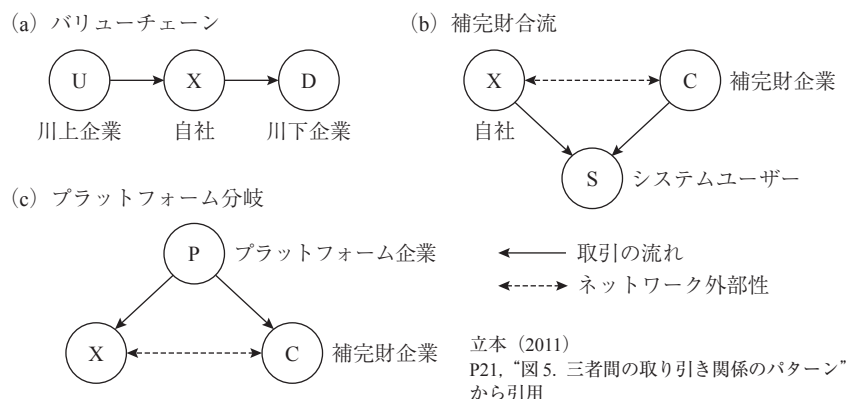 (a) バリューチェーン
U
X
D
川上企業
自社
川下企業
(b) 補完財合流
X
C
補完財企業
自社
S
システムユーザー
(c) プラットフォーム分岐
P
プラットフォーム企業
X
C
補完財企業
取引の流れ
ネットワーク外部性
立本（2011）
P21, “図5. 三者間の取り引き関係のパターン”
から引用